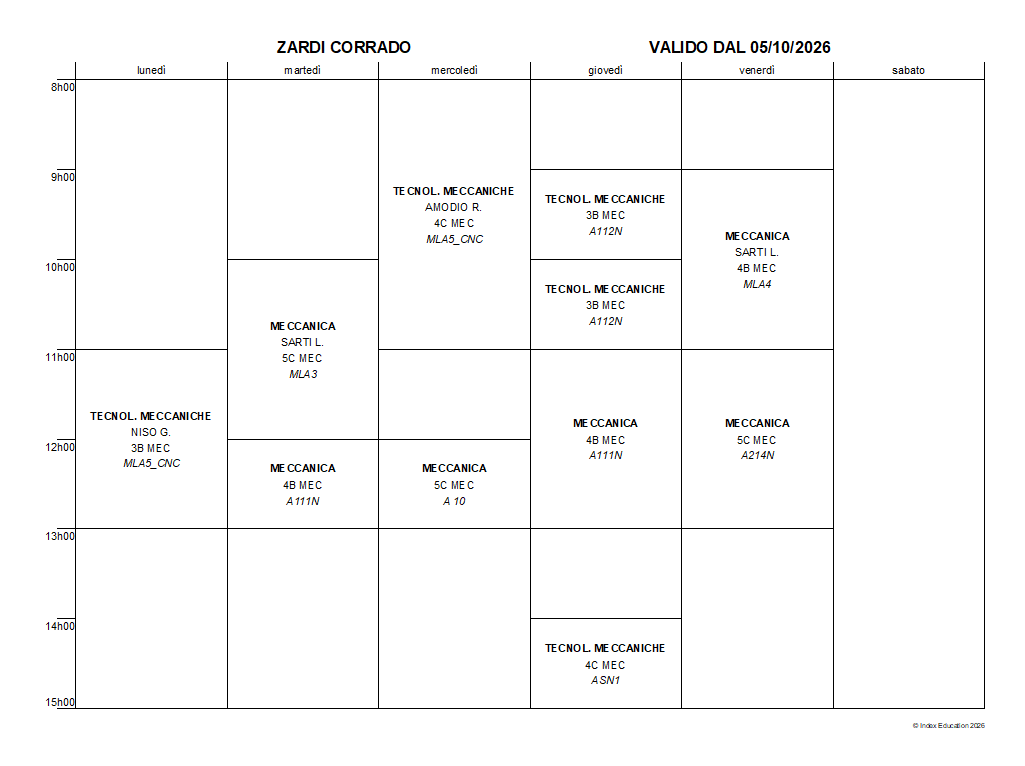 ZARDI CORRADO
VALIDO DAL 05/10/2026
lunedì
martedì
mercoledì
giovedì
venerdì
sabato
8h00
9h00
10h00
11h00
12h00
13h00
14h00
15h00
TECNOL. MECCANICHE
NISO G.
3B MEC
MLA5_CNC
MECCANICA
SARTI L.
5C MEC
MLA3
MECCANICA
4B MEC
A111N
TECNOL. MECCANICHE
AMODIO R.
4C MEC
MLA5_CNC
MECCANICA
5C MEC
A 10
TECNOL. MECCANICHE
3B MEC
A112N
TECNOL. MECCANICHE
3B MEC
A112N
MECCANICA
4B MEC
A111N
TECNOL. MECCANICHE
4C MEC
ASN1
MECCANICA
SARTI L.
4B MEC
MLA4
MECCANICA
5C MEC
A214N
© Index Education 2026